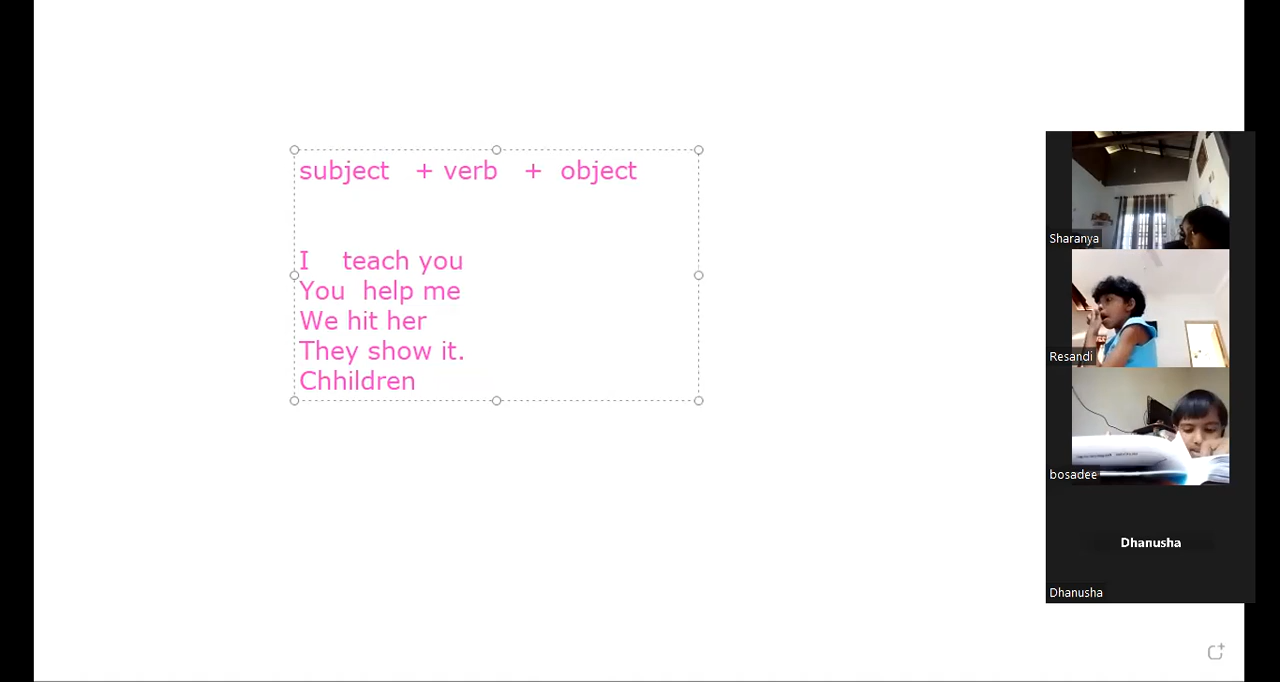 subject + verb + object
I teach you
You help me
We hit her
They show it.
Chhildren
Sharanya
Resandi
bosadee
Dhanusha
Dhanusha